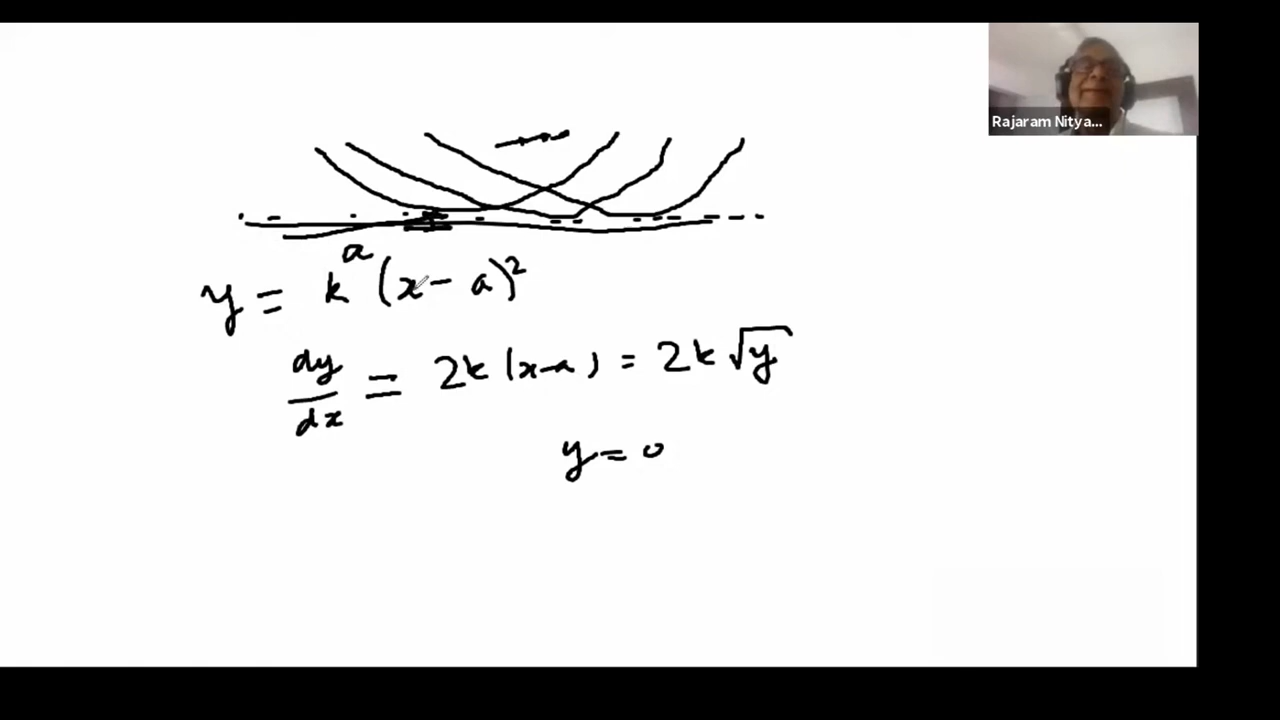 Rajaram Nitya...
a
y = k (x - a)²
dy/dx = 2k (x-a) = 2k √y
y = 0